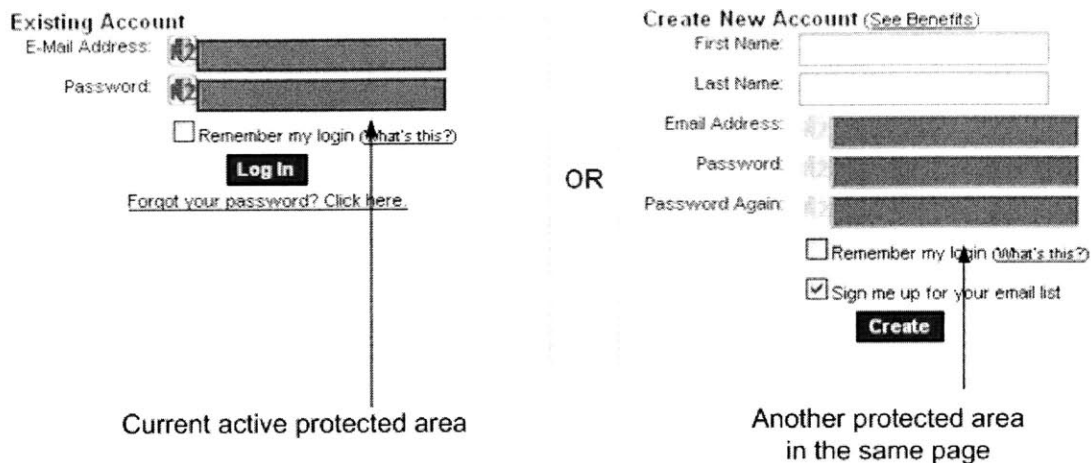 Existing Account
E-Mail Address:
Password:
Remember my login (What's this?)
Log In
Forgot your password? Click here.
OR
Create New Account (See Benefits)
First Name:
Last Name:
Email Address:
Password:
Password Again:
Remember my login (What's this?)
Sign me up for your email list
Create
Current active protected area
Another protected area
in the same page